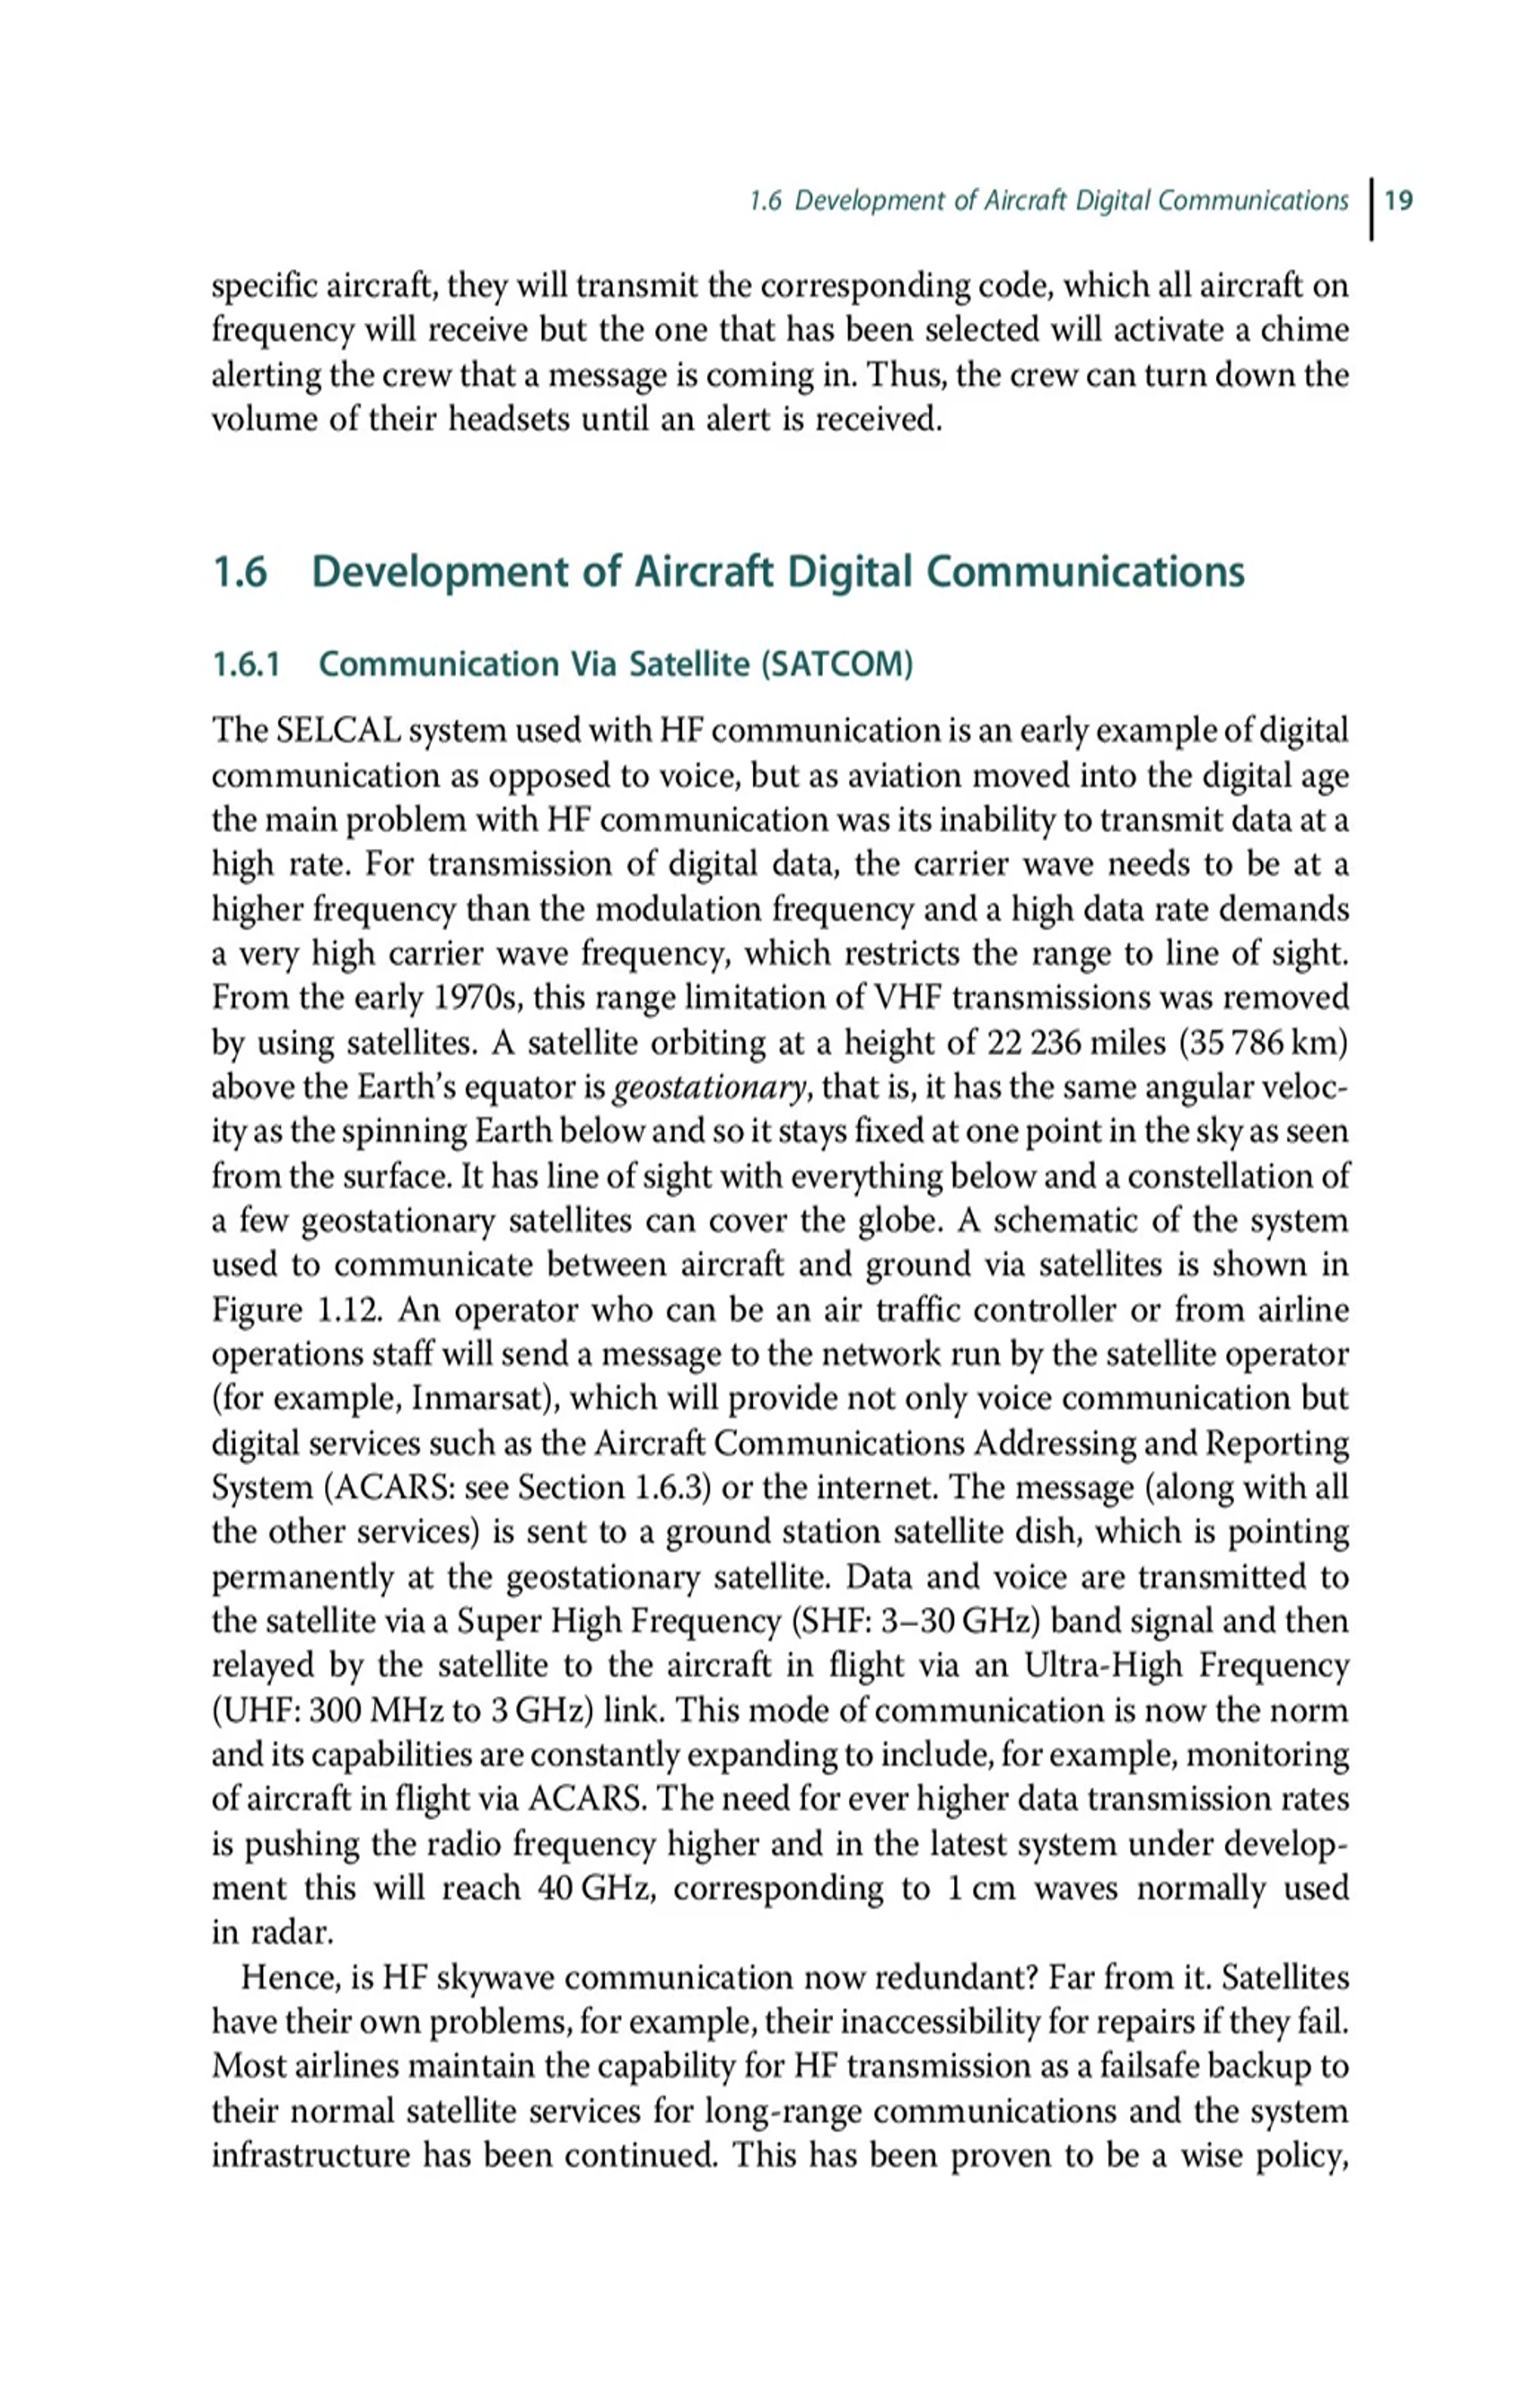 1.6 Development of Aircraft Digital Communications 19
specific aircraft, they will transmit the corresponding code, which all aircraft on
frequency will receive but the one that has been selected will activate a chime
alerting the crew that a message is coming in. Thus, the crew can turn down the
volume of their headsets until an alert is received.
1.6 Development of Aircraft Digital Communications
1.6.1 Communication Via Satellite (SATCOM)
The SELCAL system used with HF communication is an early example of digital
communication as opposed to voice, but as aviation moved into the digital age
the main problem with HF communication was its inability to transmit data at a
high rate. For transmission of digital data, the carrier wave needs to be at a
higher frequency than the modulation frequency and a high data rate demands
a very high carrier wave frequency, which restricts the range to line of sight.
From the early 1970s, this range limitation of VHF transmissions was removed
by using satellites. A satellite orbiting at a height of 22 236 miles (35 786 km)
above the Earth's equator is geostationary, that is, it has the same angular veloc-
ity as the spinning Earth below and so it stays fixed at one point in the sky as seen
from the surface. It has line of sight with everything below and a constellation of
a few geostationary satellites can cover the globe. A schematic of the system
used to communicate between aircraft and ground via satellites is shown in
Figure 1.12. An operator who can be an air traffic controller or from airline
operations staff will send a message to the network run by the satellite operator
(for example, Inmarsat), which will provide not only voice communication but
digital services such as the Aircraft Communications Addressing and Reporting
System (ACARS: see Section 1.6.3) or the internet. The message (along with all
the other services) is sent to a ground station satellite dish, which is pointing
permanently at the geostationary satellite. Data and voice are transmitted to
the satellite via a Super High Frequency (SHF: 3–30 GHz) band signal and then
relayed by the satellite to the aircraft in flight via an Ultra-High Frequency
(UHF: 300 MHz to 3 GHz) link. This mode of communication is now the norm
and its capabilities are constantly expanding to include, for example, monitoring
of aircraft in flight via ACARS. The need for ever higher data transmission rates
is pushing the radio frequency higher and in the latest system under develop-
ment this will reach 40 GHz, corresponding to 1 cm waves normally used
in radar.
Hence, is HF skywave communication now redundant? Far from it. Satellites
have their own problems, for example, their inaccessibility for repairs if they fail.
Most airlines maintain the capability for HF transmission as a failsafe backup to
their normal satellite services for long-range communications and the system
infrastructure has been continued. This has been proven to be a wise policy,